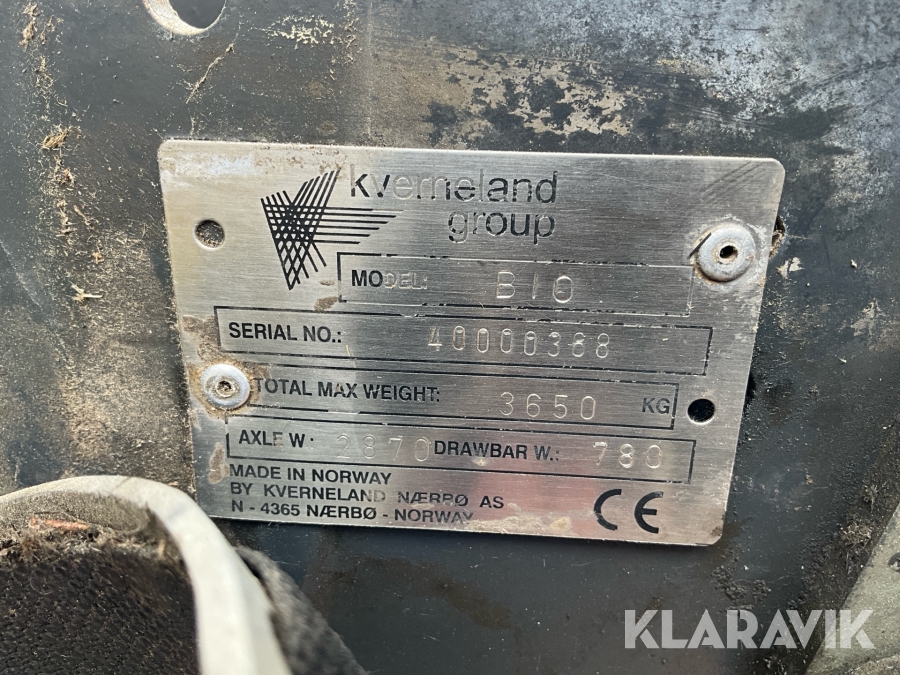 kverneland
group
MODEL: BIO
SERIAL NO.: 40000388
TOTAL MAX WEIGHT: 3650 KG
AXLE W. 2870 DRAWBAR W.: 780
MADE IN NORWAY
BY KVERNELAND NÆRBØ AS
N - 4365 NÆRBØ - NORWAY
CE
KLARAVIK